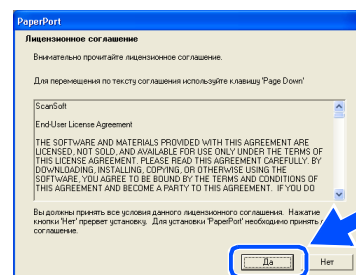 PaperPort
Лицензионное соглашение
Внимательно прочитайте лицензионное соглашение.
Для перемещения по тексту соглашения используйте клавишу 'Page Down'
ScanSoft
End-User License Agreement
THE SOFTWARE AND MATERIALS PROVIDED WITH THIS AGREEMENT ARE
LICENSED, NOT SOLD, AND AVAILABLE FOR USE ONLY UNDER THE TERMS OF
THIS LICENSE AGREEMENT. PLEASE READ THIS AGREEMENT CAREFULLY. BY
DOWNLOADING, INSTALLING, COPYING, OR OTHERWISE USING THE
SOFTWARE, YOU AGREE TO BE BOUND BY THE TERMS AND CONDITIONS OF
THIS AGREEMENT AND BECOME A PARTY TO THIS AGREEMENT. IF YOU DO
Вы должны принять все условия данного лицензионного соглашения. Нажатие
кнопки 'Нет' прервет установку. Для установки 'PaperPort' необходимо принять
соглашение.
Да
Нет